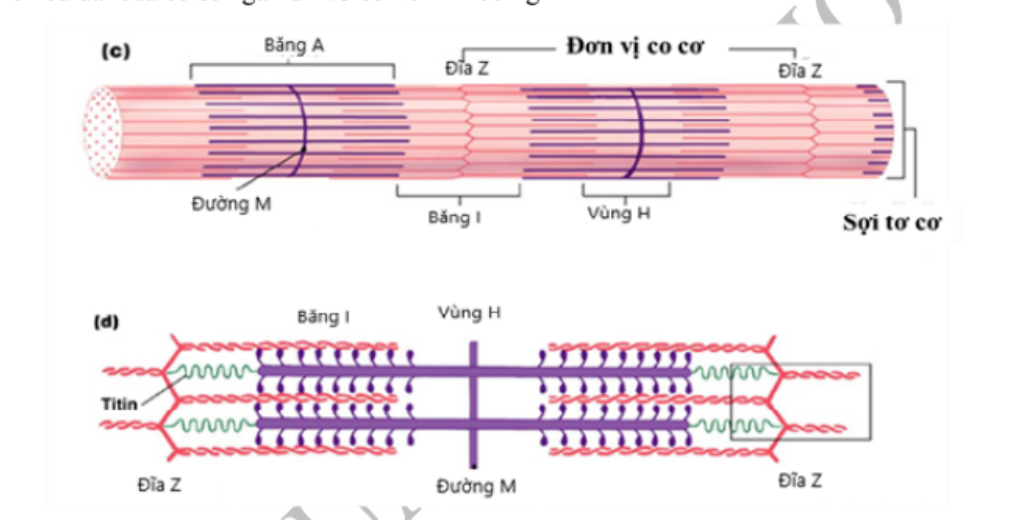 (c)
Băng A
Đơn vị co cơ
Đĩa Z
Đĩa Z
Đường M
Băng I
Vùng H
Sợi tơ cơ
(d)
Băng I
Vùng H
Titin
Đĩa Z
Đường M
Đĩa Z